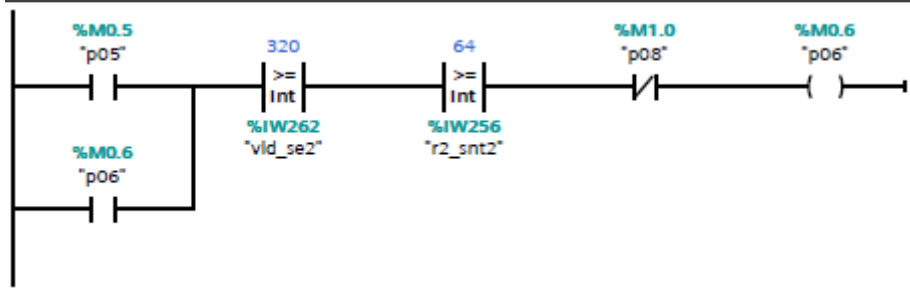 %M0.5
"p05"
320
>=
Int
%IW262
"vld_se2"
64
>=
Int
%IW256
"r2_snt2"
%M1.0
"p08"
%M0.6
"p06"
%M0.6
"p06"